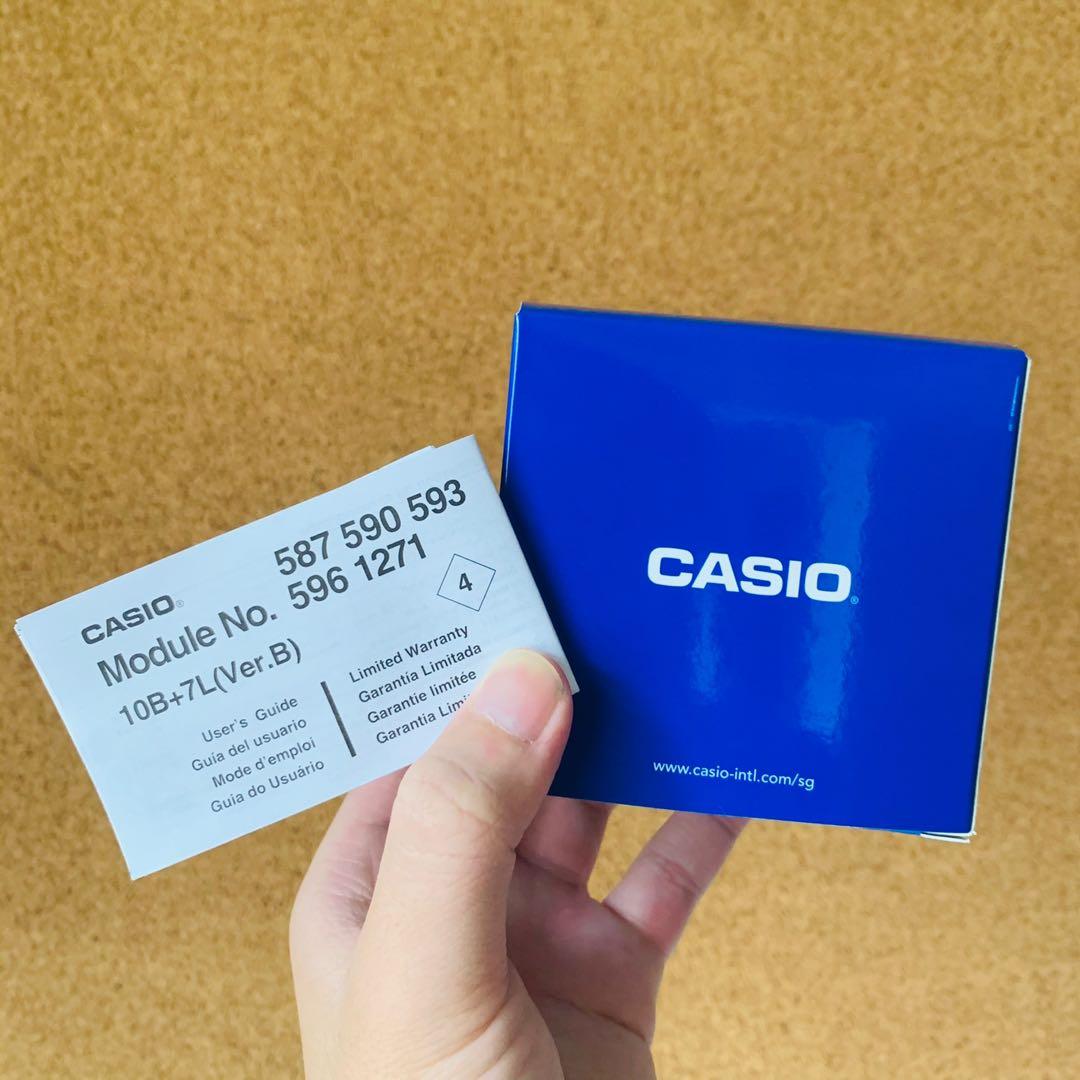 CASIO®
Module No. 587 590 593
596 1271
4
10B+7L(Ver.B)
User's Guide
Guía del usuario
Mode d'emploi
Guia do Usuário
Limited Warranty
Garantía Limitada
Garantie limitée
Garantia
CASIO®
www.casio-intl.com/sg